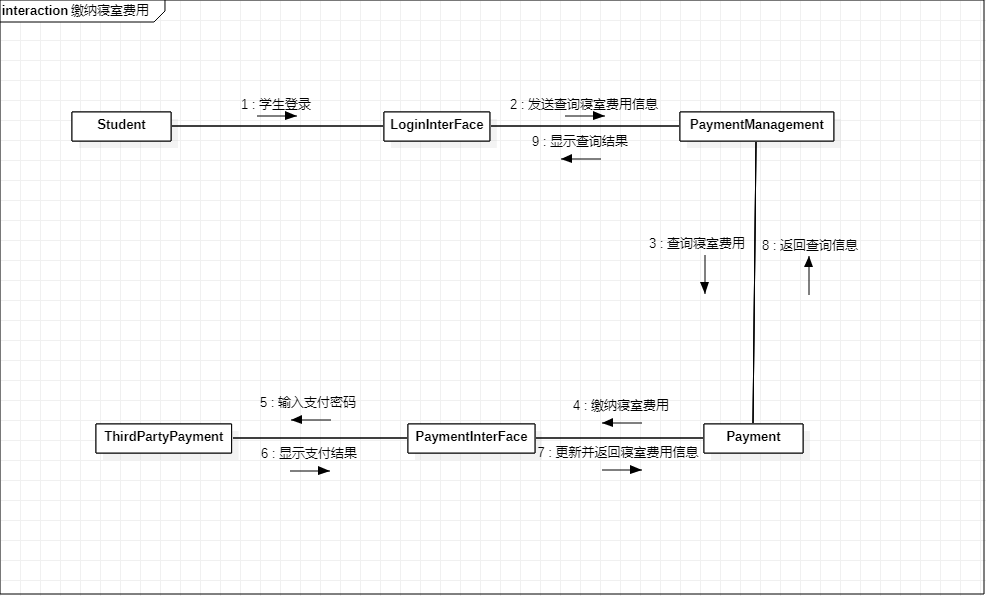 interaction 缴纳寝室费用
1 : 学生登录
2 : 发送查询寝室费用信息
Student
LoginInterFace
PaymentManagement
9 : 显示查询结果
3 : 查询寝室费用
8 : 返回查询信息
5 : 输入支付密码
4 : 缴纳寝室费用
ThirdPartyPayment
PaymentInterFace
Payment
6 : 显示支付结果
7 : 更新并返回寝室费用信息